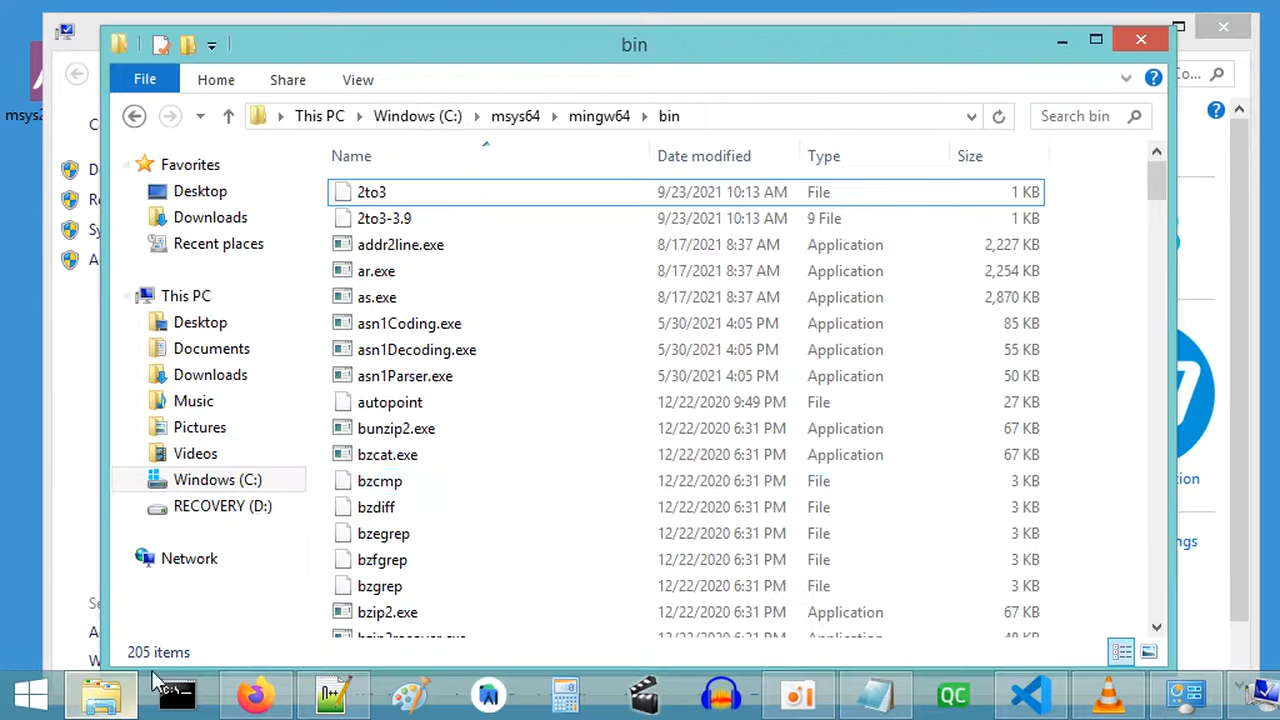 bin
File
Home
Share
View
This PC
Windows (C:)
msys64
mingw64
bin
Search bin
Name
Date modified
Type
Size
Favorites
Desktop
Downloads
Recent places
This PC
Desktop
Documents
Downloads
Music
Pictures
Videos
Windows (C:)
RECOVERY (D:)
Network
2to3 9/23/2021 10:13 AM File 1 KB
2to3-3.9 9/23/2021 10:13 AM 9 File 1 KB
addr2line.exe 8/17/2021 8:37 AM Application 2,227 KB
ar.exe 8/17/2021 8:37 AM Application 2,254 KB
as.exe 8/17/2021 8:37 AM Application 2,870 KB
asn1Coding.exe 5/30/2021 4:05 PM Application 85 KB
asn1Decoding.exe 5/30/2021 4:05 PM Application 55 KB
asn1Parser.exe 5/30/2021 4:05 PM Application 50 KB
autopoint 12/22/2020 9:49 PM File 27 KB
bunzip2.exe 12/22/2020 6:31 PM Application 67 KB
bzcat.exe 12/22/2020 6:31 PM Application 67 KB
bzcmp 12/22/2020 6:31 PM File 3 KB
bzdiff 12/22/2020 6:31 PM File 3 KB
bzegrep 12/22/2020 6:31 PM File 3 KB
bzfgrep 12/22/2020 6:31 PM File 3 KB
bzgrep 12/22/2020 6:31 PM File 3 KB
bzip2.exe 12/22/2020 6:31 PM Application 67 KB
205 items
QC